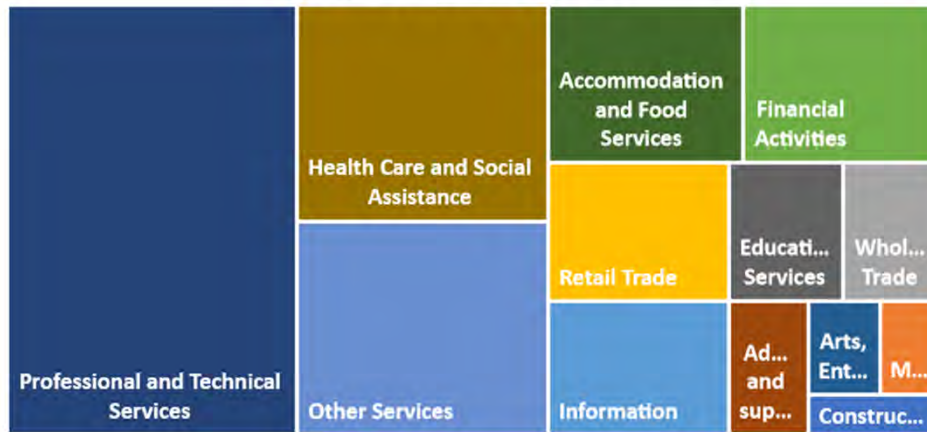 Professional and Technical
Services
Health Care and Social
Assistance
Other Services
Accommodation
and Food
Services
Financial
Activities
Retail Trade
Educati...
Services
Whol...
Trade
Information
Ad...
and
sup...
Arts,
Ent...
M...
Construc...